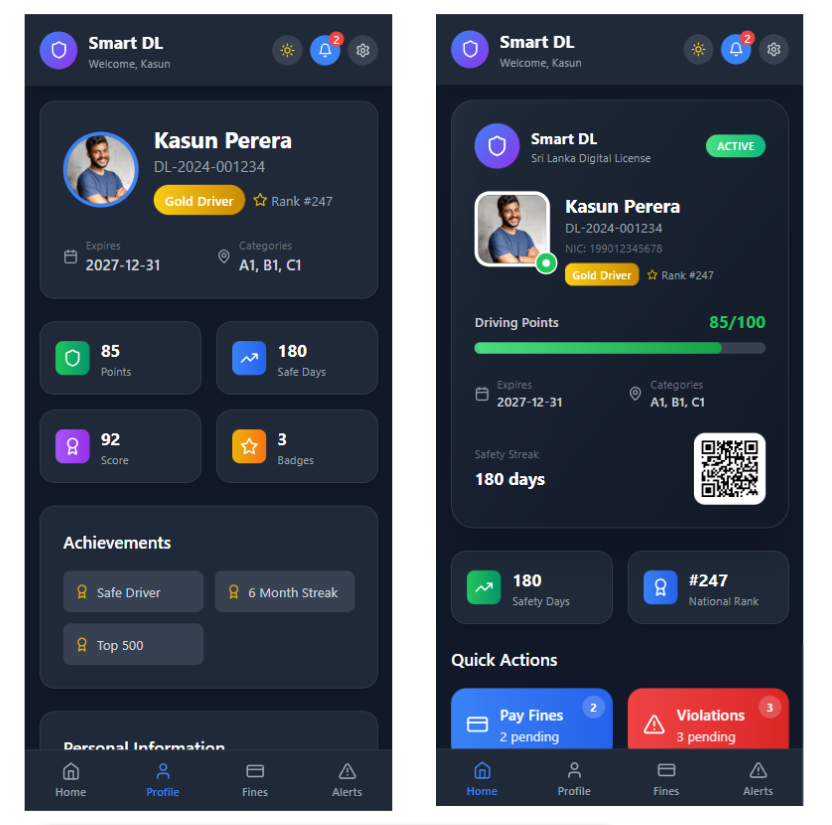 Smart DL
Welcome, Kasun
2
Kasun Perera
DL-2024-001234
Gold Driver
Rank #247
Expires
2027-12-31
Categories
A1, B1, C1
85
Points
180
Safe Days
92
Score
3
Badges
Achievements
Safe Driver
6 Month Streak
Top 500
Personal Information
Home
Profile
Fines
Alerts
Smart DL
Welcome, Kasun
2
Smart DL
Sri Lanka Digital License
ACTIVE
Kasun Perera
DL-2024-001234
NIC: 199012345678
Gold Driver
Rank #247
Driving Points
85/100
Expires
2027-12-31
Categories
A1, B1, C1
Safety Streak
180 days
180
Safety Days
#247
National Rank
Quick Actions
Pay Fines
2
2 pending
Violations
3
3 pending
Home
Profile
Fines
Alerts